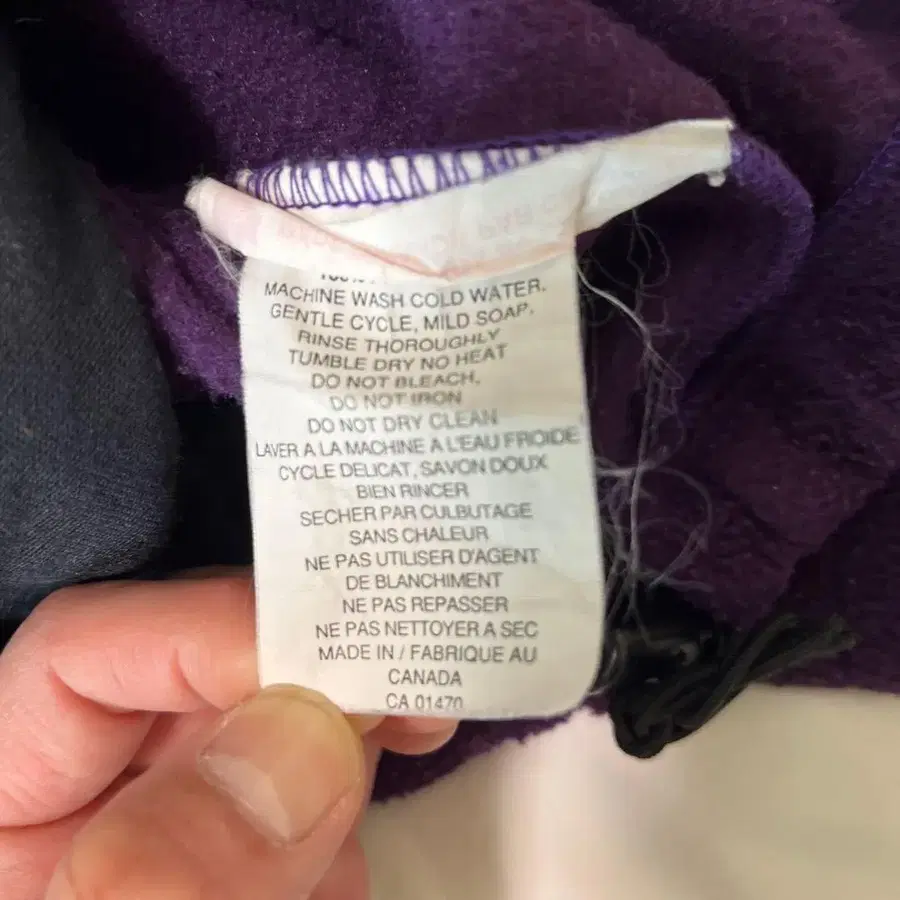 MACHINE WASH COLD WATER.
GENTLE CYCLE, MILD SOAP.
RINSE THOROUGHLY
TUMBLE DRY NO HEAT
DO NOT BLEACH.
DO NOT IRON
DO NOT DRY CLEAN
LAVER A LA MACHINE A L'EAU FROIDE
CYCLE DELICAT, SAVON DOUX
BIEN RINCER
SECHER PAR CULBUTAGE
SANS CHALEUR
NE PAS UTILISER D'AGENT
DE BLANCHIMENT
NE PAS REPASSER
NE PAS NETTOYER A SEC
MADE IN / FABRIQUE AU
CANADA
CA 01470